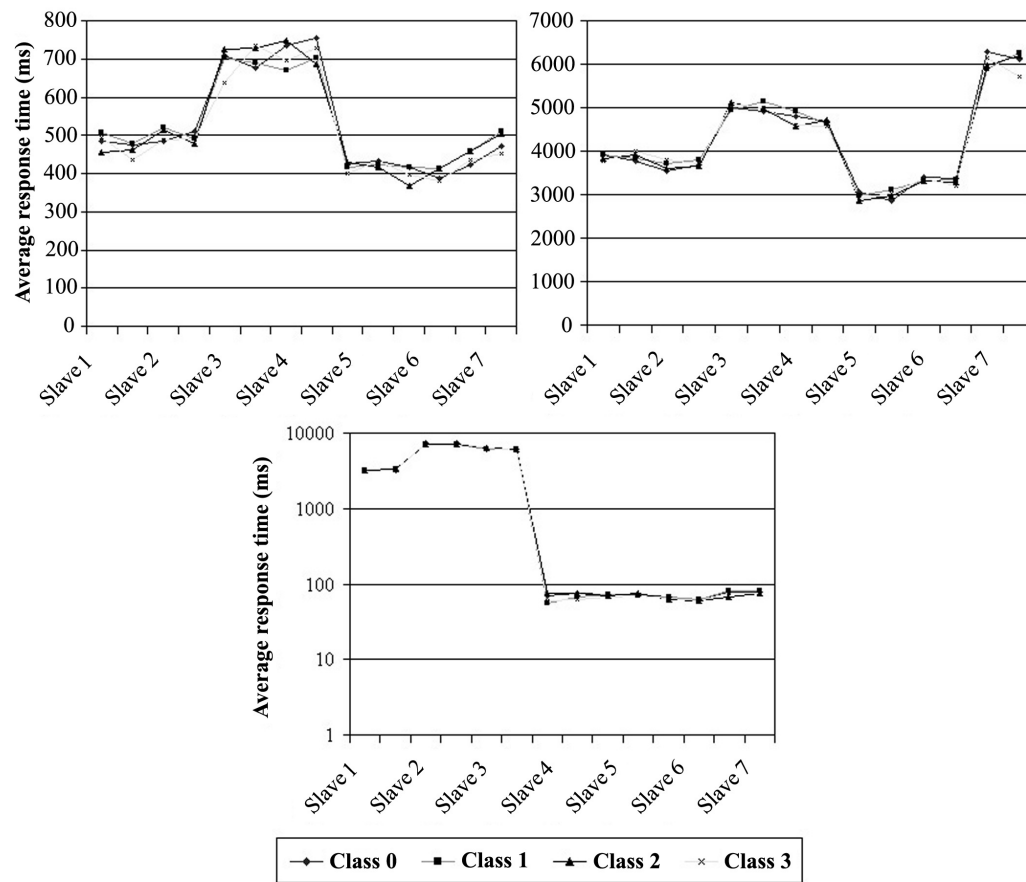 Average response time (ms)
800
700
600
500
400
300
200
100
0
Slave 1
Slave 2
Slave 3
Slave 4
Slave 5
Slave 6
Slave 7
7000
6000
5000
4000
3000
2000
1000
0
Slave 1
Slave 2
Slave 3
Slave 4
Slave 5
Slave 6
Slave 7
Average response time (ms)
10000
1000
100
10
1
Slave 1
Slave 2
Slave 3
Slave 4
Slave 5
Slave 6
Slave 7
Class 0 Class 1 Class 2 Class 3